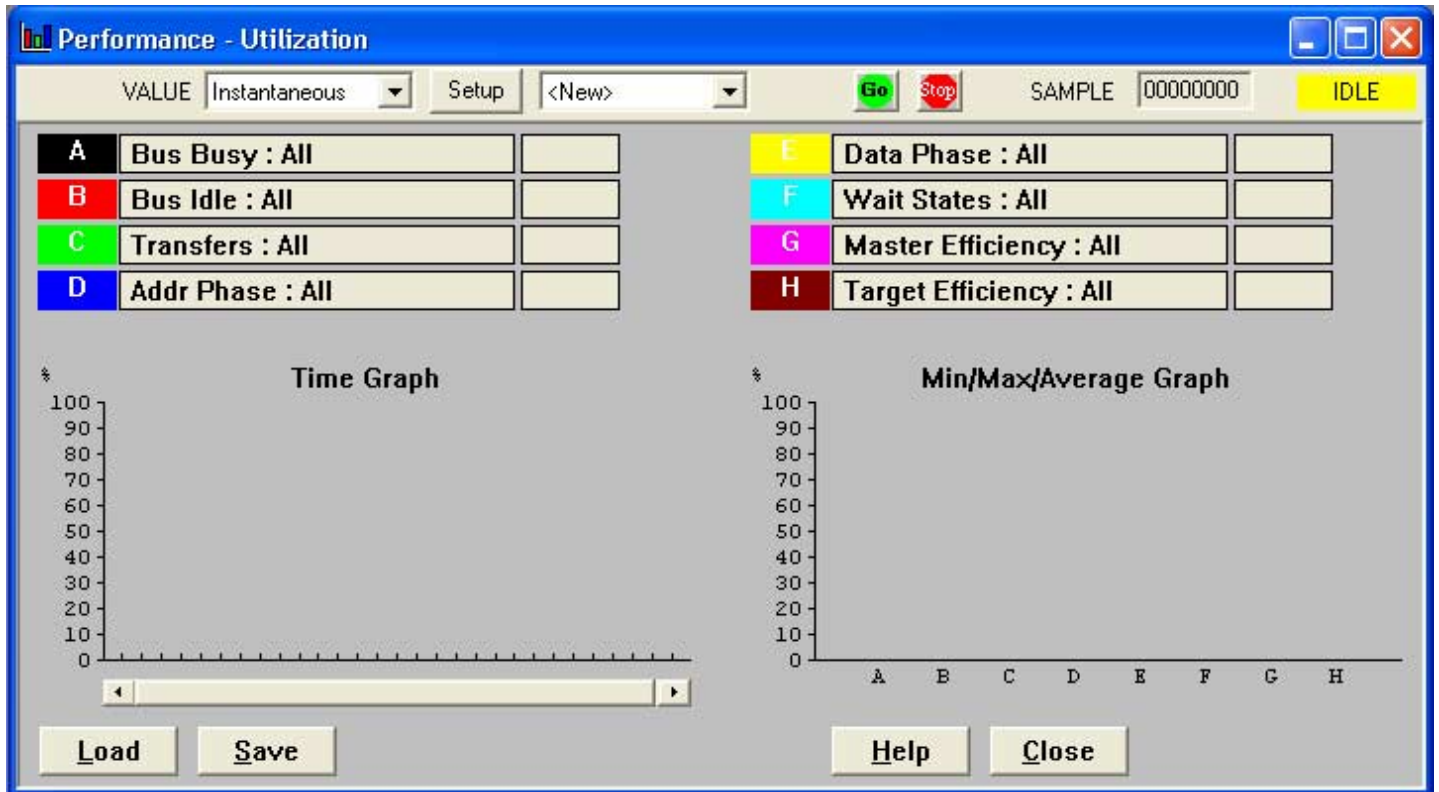 Performance - Utilization
VALUE Instantaneous Setup <New> Go Stop SAMPLE 00000000 IDLE
A Bus Busy : All
B Bus Idle : All
C Transfers : All
D Addr Phase : All
E Data Phase : All
F Wait States : All
G Master Efficiency : All
H Target Efficiency : All
% Time Graph
100
90
80
70
60
50
40
30
20
10
0
% Min/Max/Average Graph
100
90
80
70
60
50
40
30
20
10
0
A B C D E F G H
Load Save Help Close